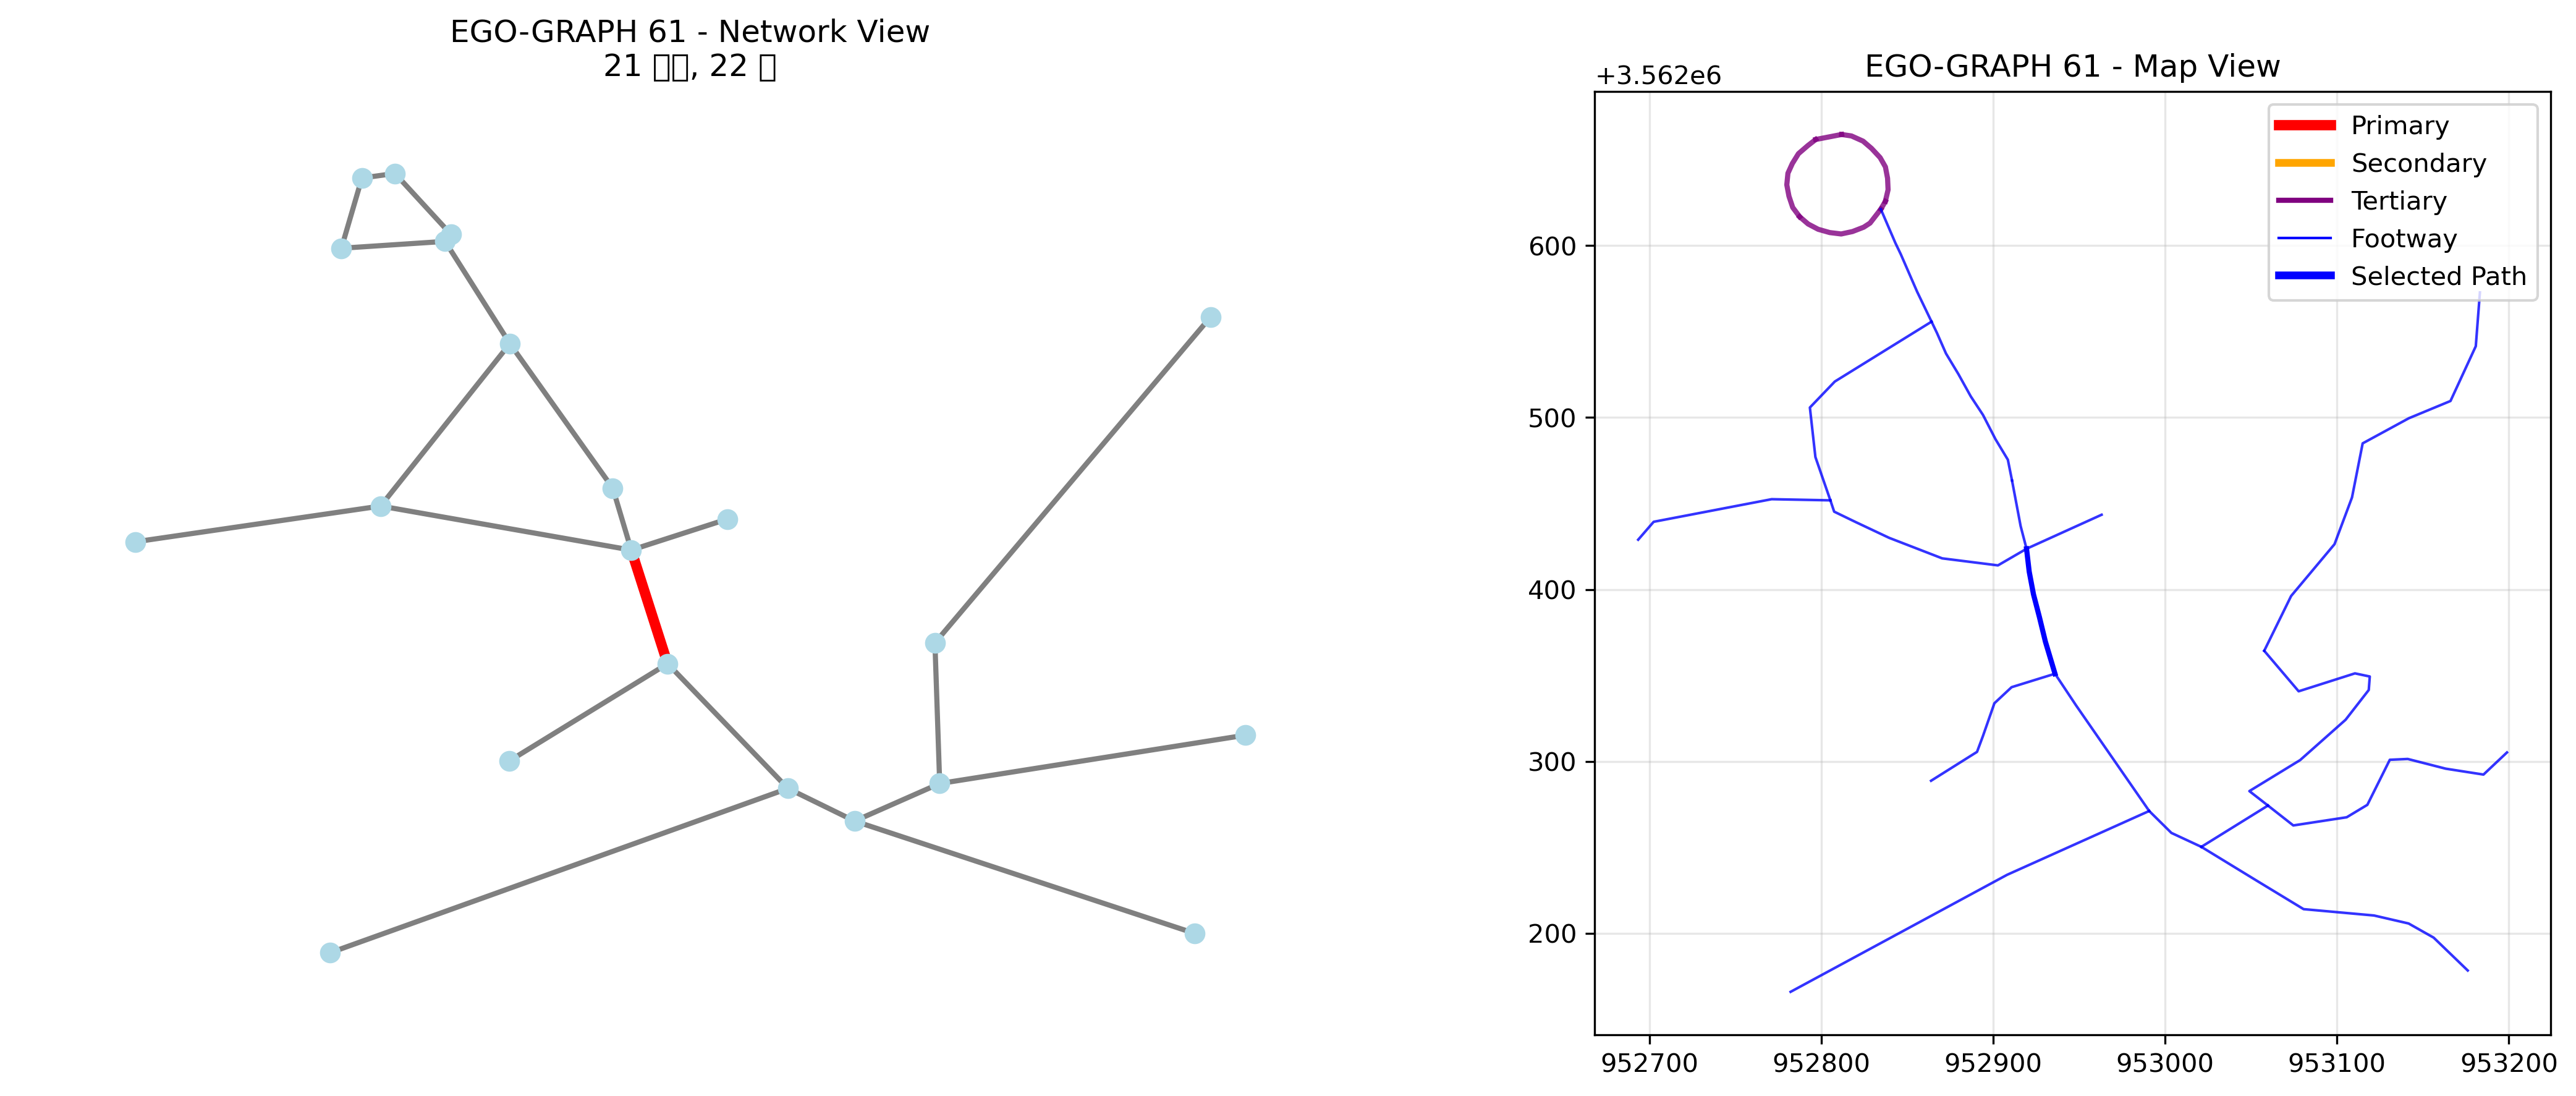 EGO-GRAPH 61 - Network View
21 , 22
EGO-GRAPH 61 - Map View
+3.562e6
Primary
Secondary
Tertiary
Footway
Selected Path
600
500
400
300
200
952700 952800 952900 953000 953100 953200